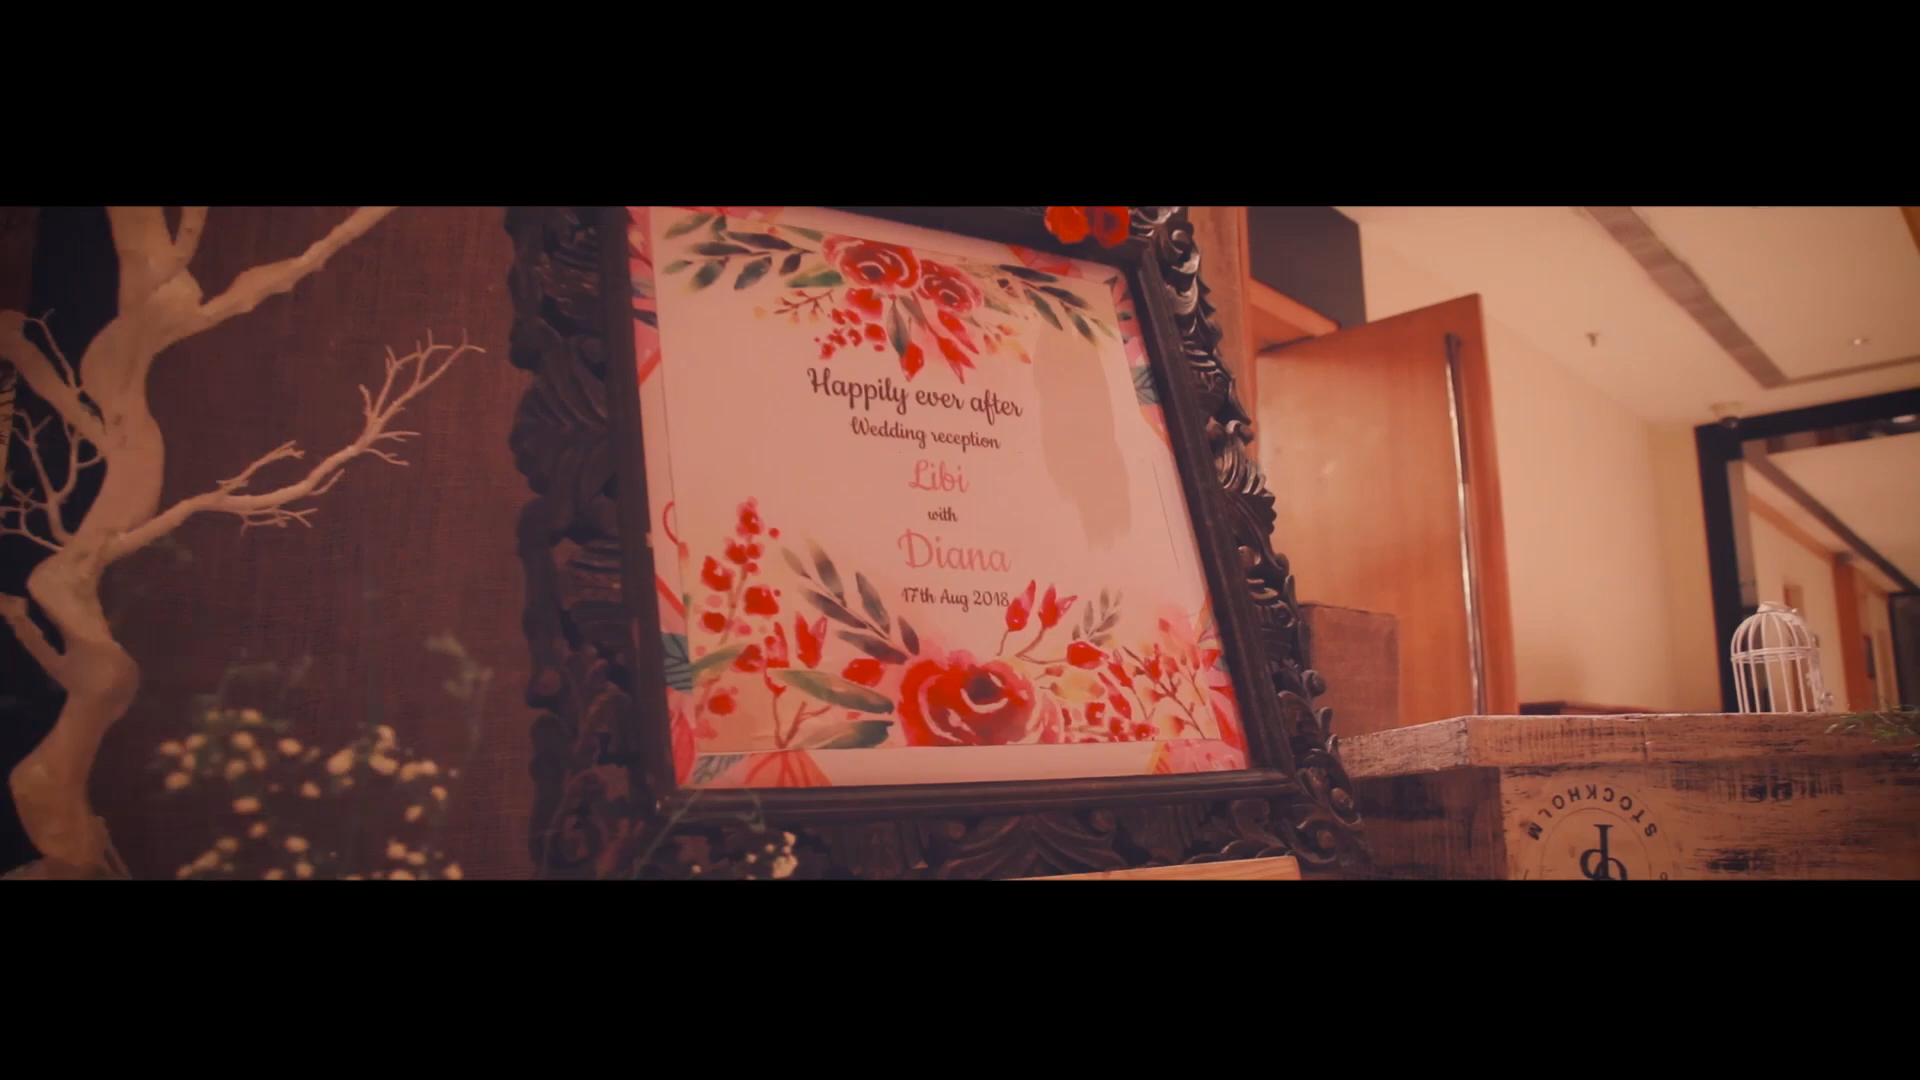 Happily ever after
Wedding reception
Libi
with
Diana
17th Aug 2018
STOCKHOLM